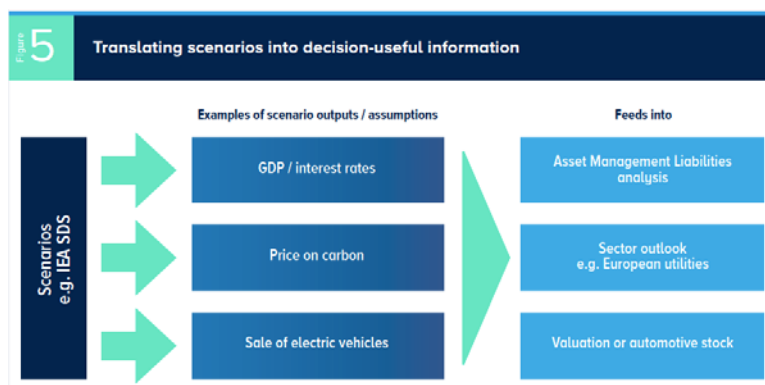 Figure 5
Translating scenarios into decision-useful information
Examples of scenario outputs / assumptions
Feeds into
Scenarios
e.g. IEA SDS
GDP / interest rates
Asset Management Liabilities
analysis
Price on carbon
Sector outlook
e.g. European utilities
Sale of electric vehicles
Valuation or automotive stock